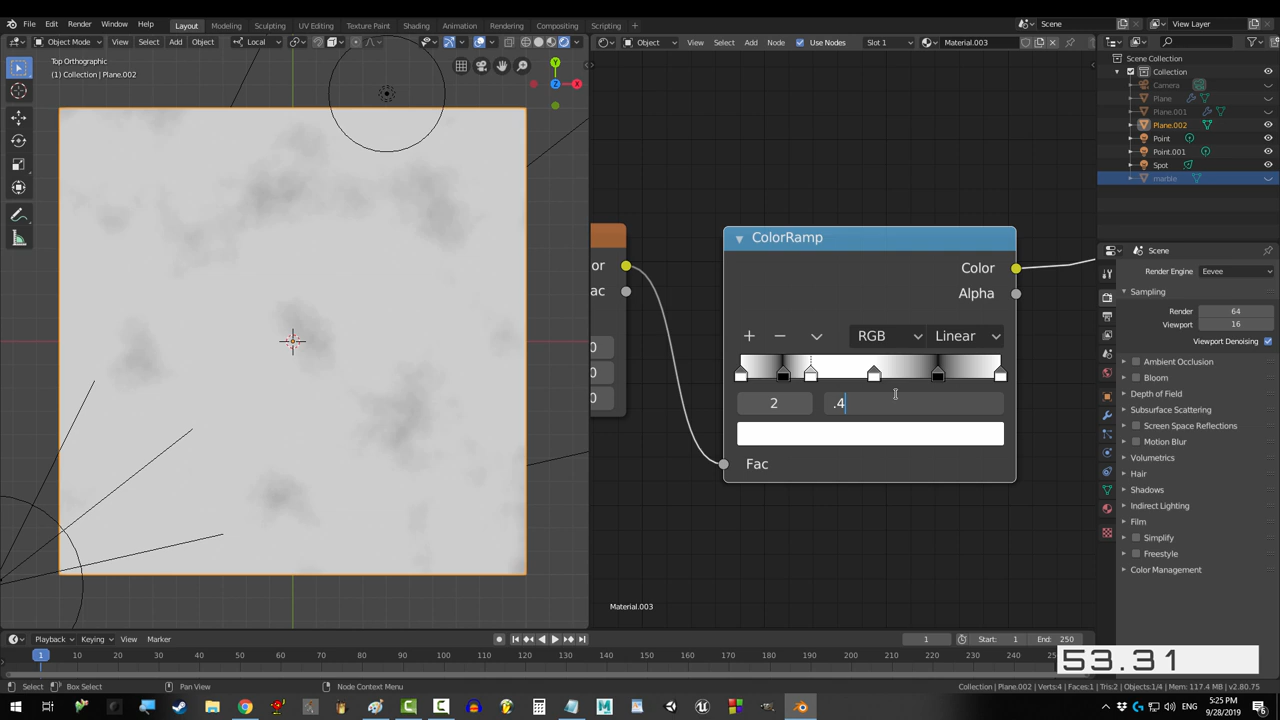 File Edit Render Window Help Layout Modeling Sculpting UV Editing Texture Paint Shading Animation Rendering Compositing Scripting + Scene View Layer
Object Mode View Select Add Object Local Object View Select Add Node Use Nodes Slot 1 Material.003
Top Orthographic
(1) Collection | Plane.002
Y
Z
X
Scene Collection
Collection
Camera
Plane
Plane.001
Plane.002
Point
Point.001
Spot
marble
or
ac
0
0
0
ColorRamp
Color
Alpha
RGB Linear
2 .4
Fac
Material.003
Scene
Render Engine Eevee
Sampling
Render 64
Viewport 16
Viewport Denoising
Ambient Occlusion
Bloom
Depth of Field
Subsurface Scattering
Screen Space Reflections
Motion Blur
Volumetrics
Hair
Shadows
Indirect Lighting
Film
Simplify
Freestyle
Color Management
Playback Keying View Marker 1 Start: 1 End: 250
1 10 20 30 40 50 60 70 80 90 100 110 120 130 140 150 160 170 180 190 200 210 220 230 240 250
53.31
Select Box Select Pan View Node Context Menu Collection | Plane.002 | Verts:4 | Faces:1 | Tris:2 | Objects:1/4 | Mem: 117.4 MB | v2.80.75
5:25 PM
9/28/2019